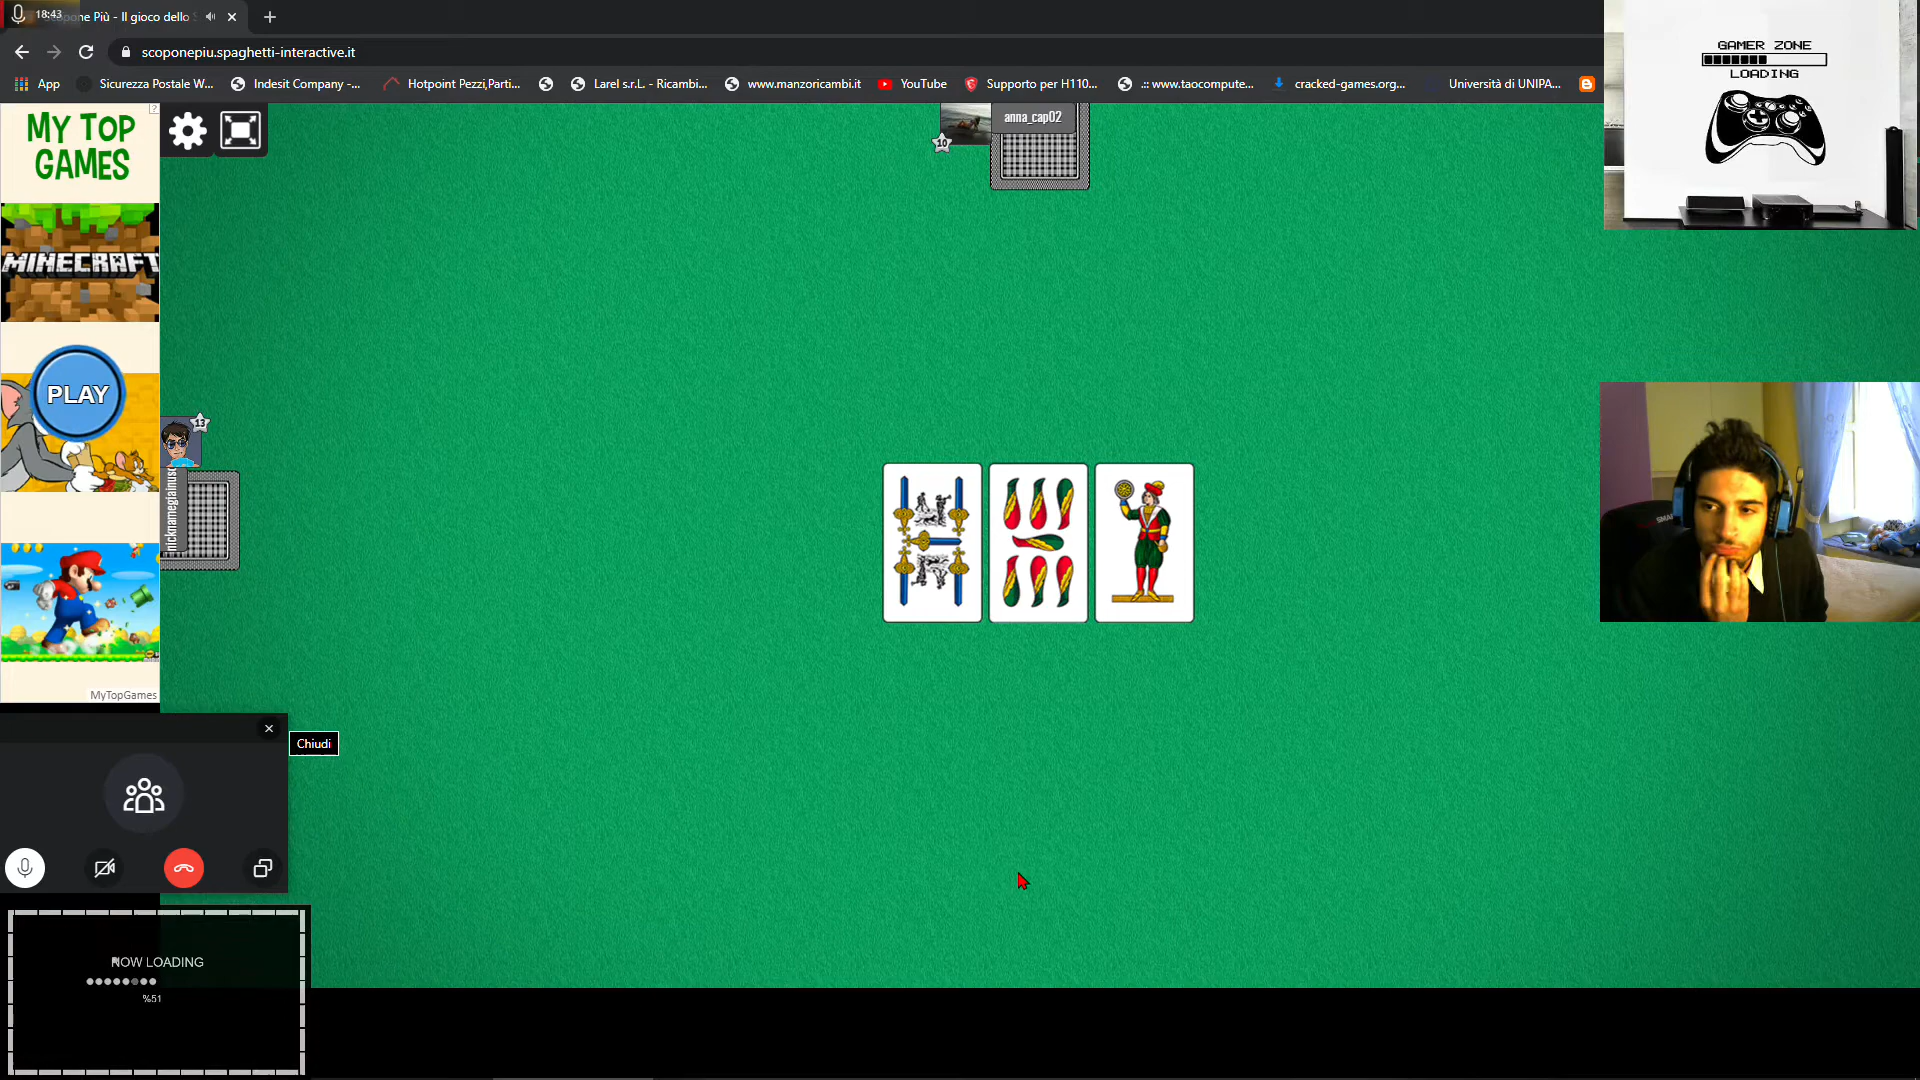 18:43
one Più - Il gioco dello S
scoponepiu.spaghetti-interactive.it
App
Sicurezza Postale W...
Indesit Company -...
Hotpoint Pezzi,Parti...
Larel s.r.L. - Ricambi...
www.manzoricambi.it
YouTube
Supporto per H110...
.:: www.taocompute...
cracked-games.org...
Università di UNIPA...
GAMER ZONE
LOADING
MY TOP
GAMES
anna_cap02
10
MINECRAFT
PLAY
13
MyTopGames
Chiudi
NOW LOADING
%51